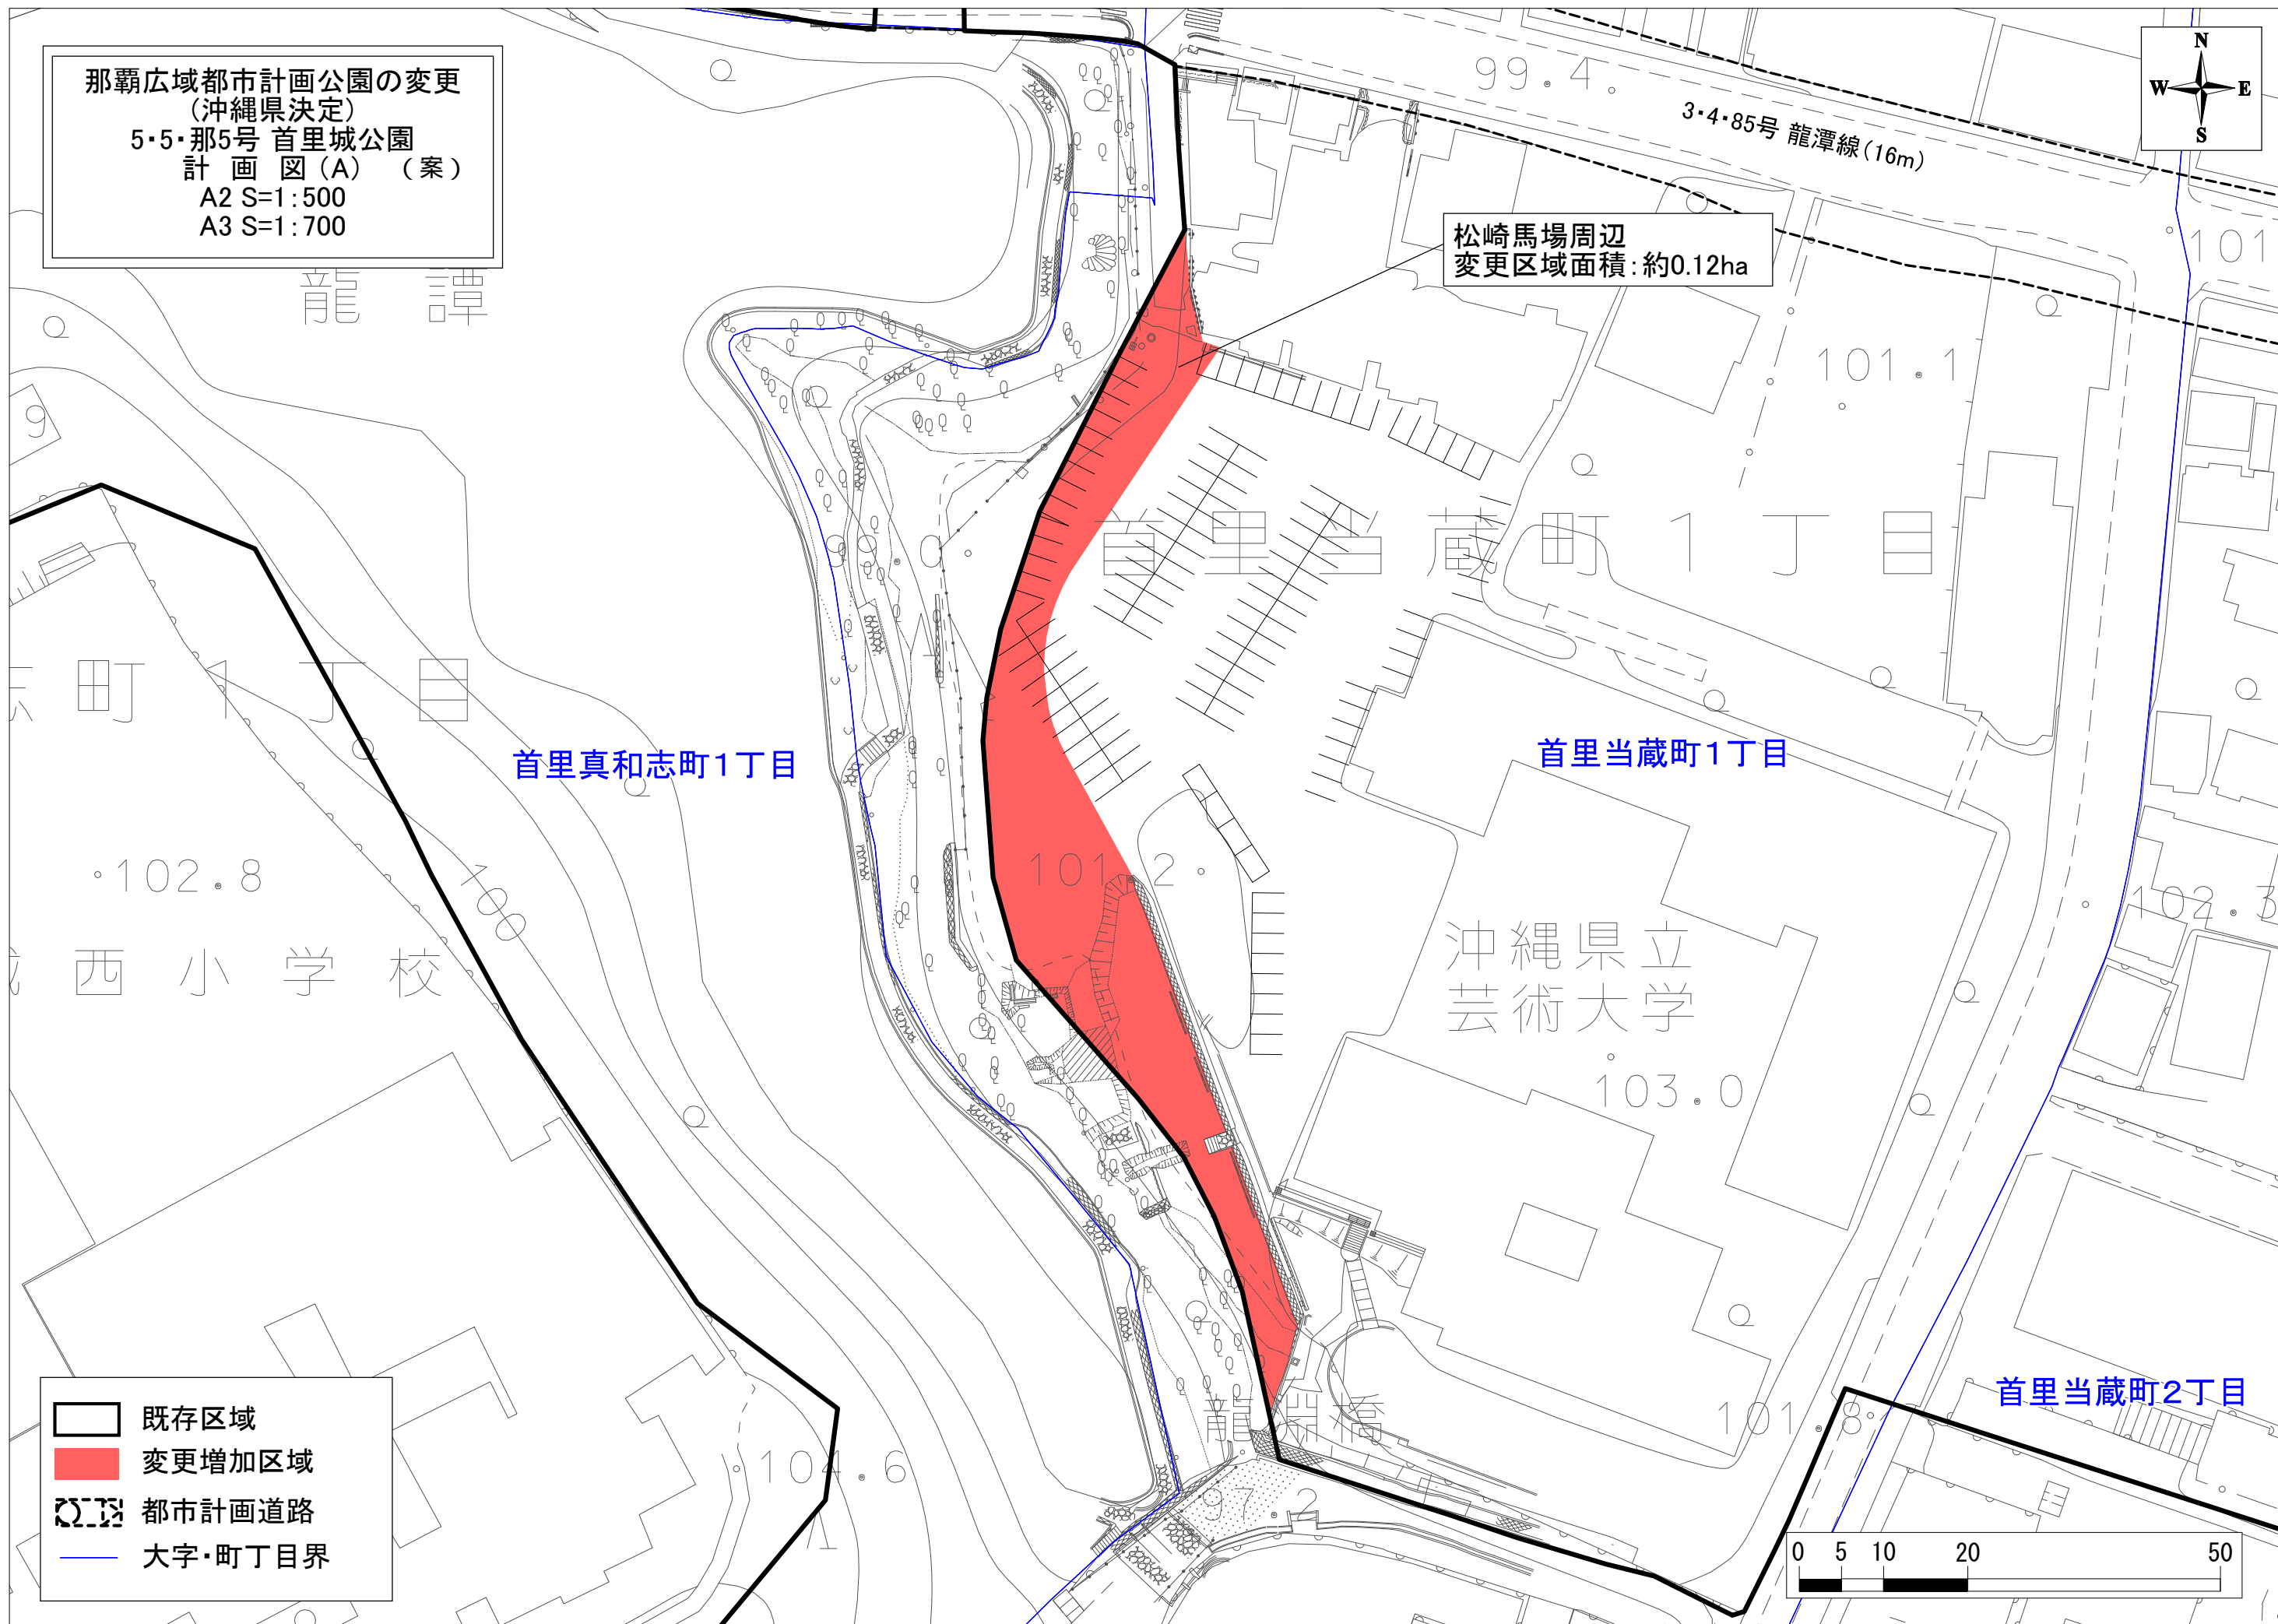 那覇広域都市計画公園の変更
(沖縄県決定)
5・5・那5号 首里城公園
計 画 図 (A) (案)
A2 S=1:500
A3 S=1:700
N
W E
S
99.4
3・4・85号 龍潭線(16m)
松崎馬場周辺
変更区域面積:約0.12ha
101
龍 譚
101.1
9
首里当蔵町1丁目
町1丁目
首里真和志町1丁目
首里当蔵町1丁目
102.8
100
101.2
102.3
西小学校
沖縄県立
芸術大学
103.0
首里当蔵町2丁目
龍淵橋
101.8
104.6
97.2
既存区域
変更増加区域
都市計画道路
大字・町丁目界
0 5 10 20 50